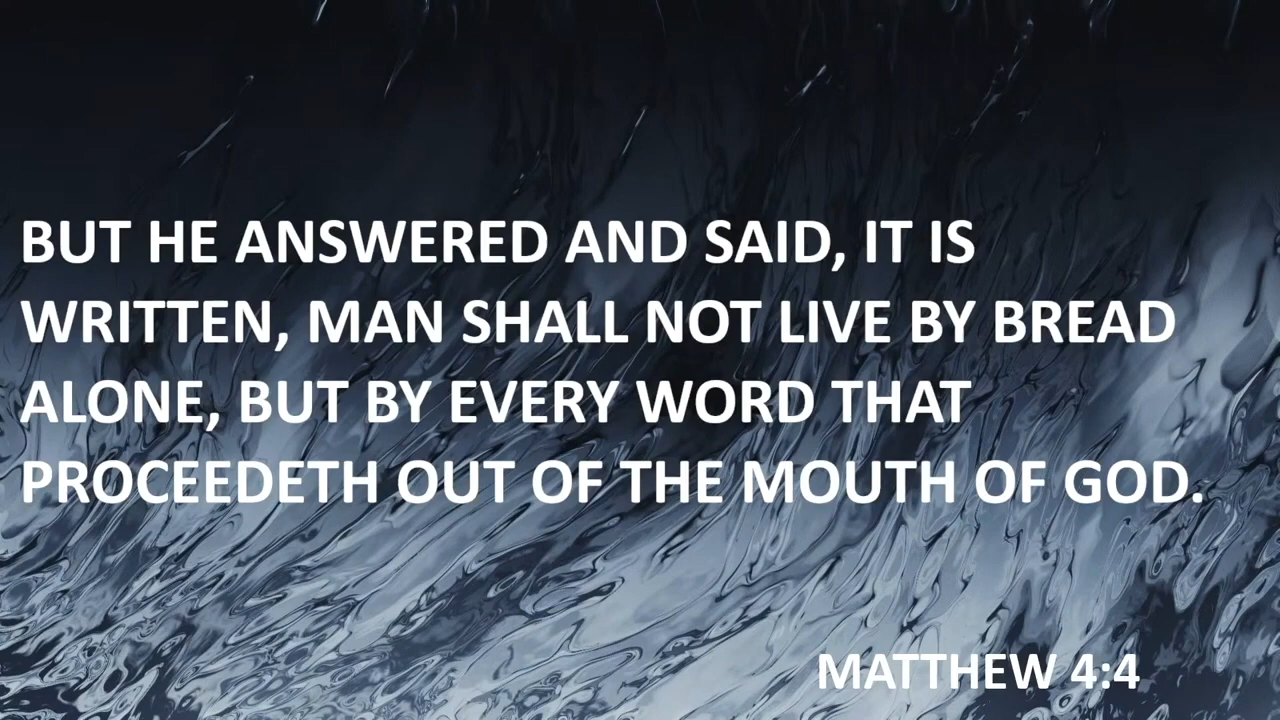 BUT HE ANSWERED AND SAID, IT IS
WRITTEN, MAN SHALL NOT LIVE BY BREAD
ALONE, BUT BY EVERY WORD THAT
PROCEEDETH OUT OF THE MOUTH OF GOD.
MATTHEW 4:4